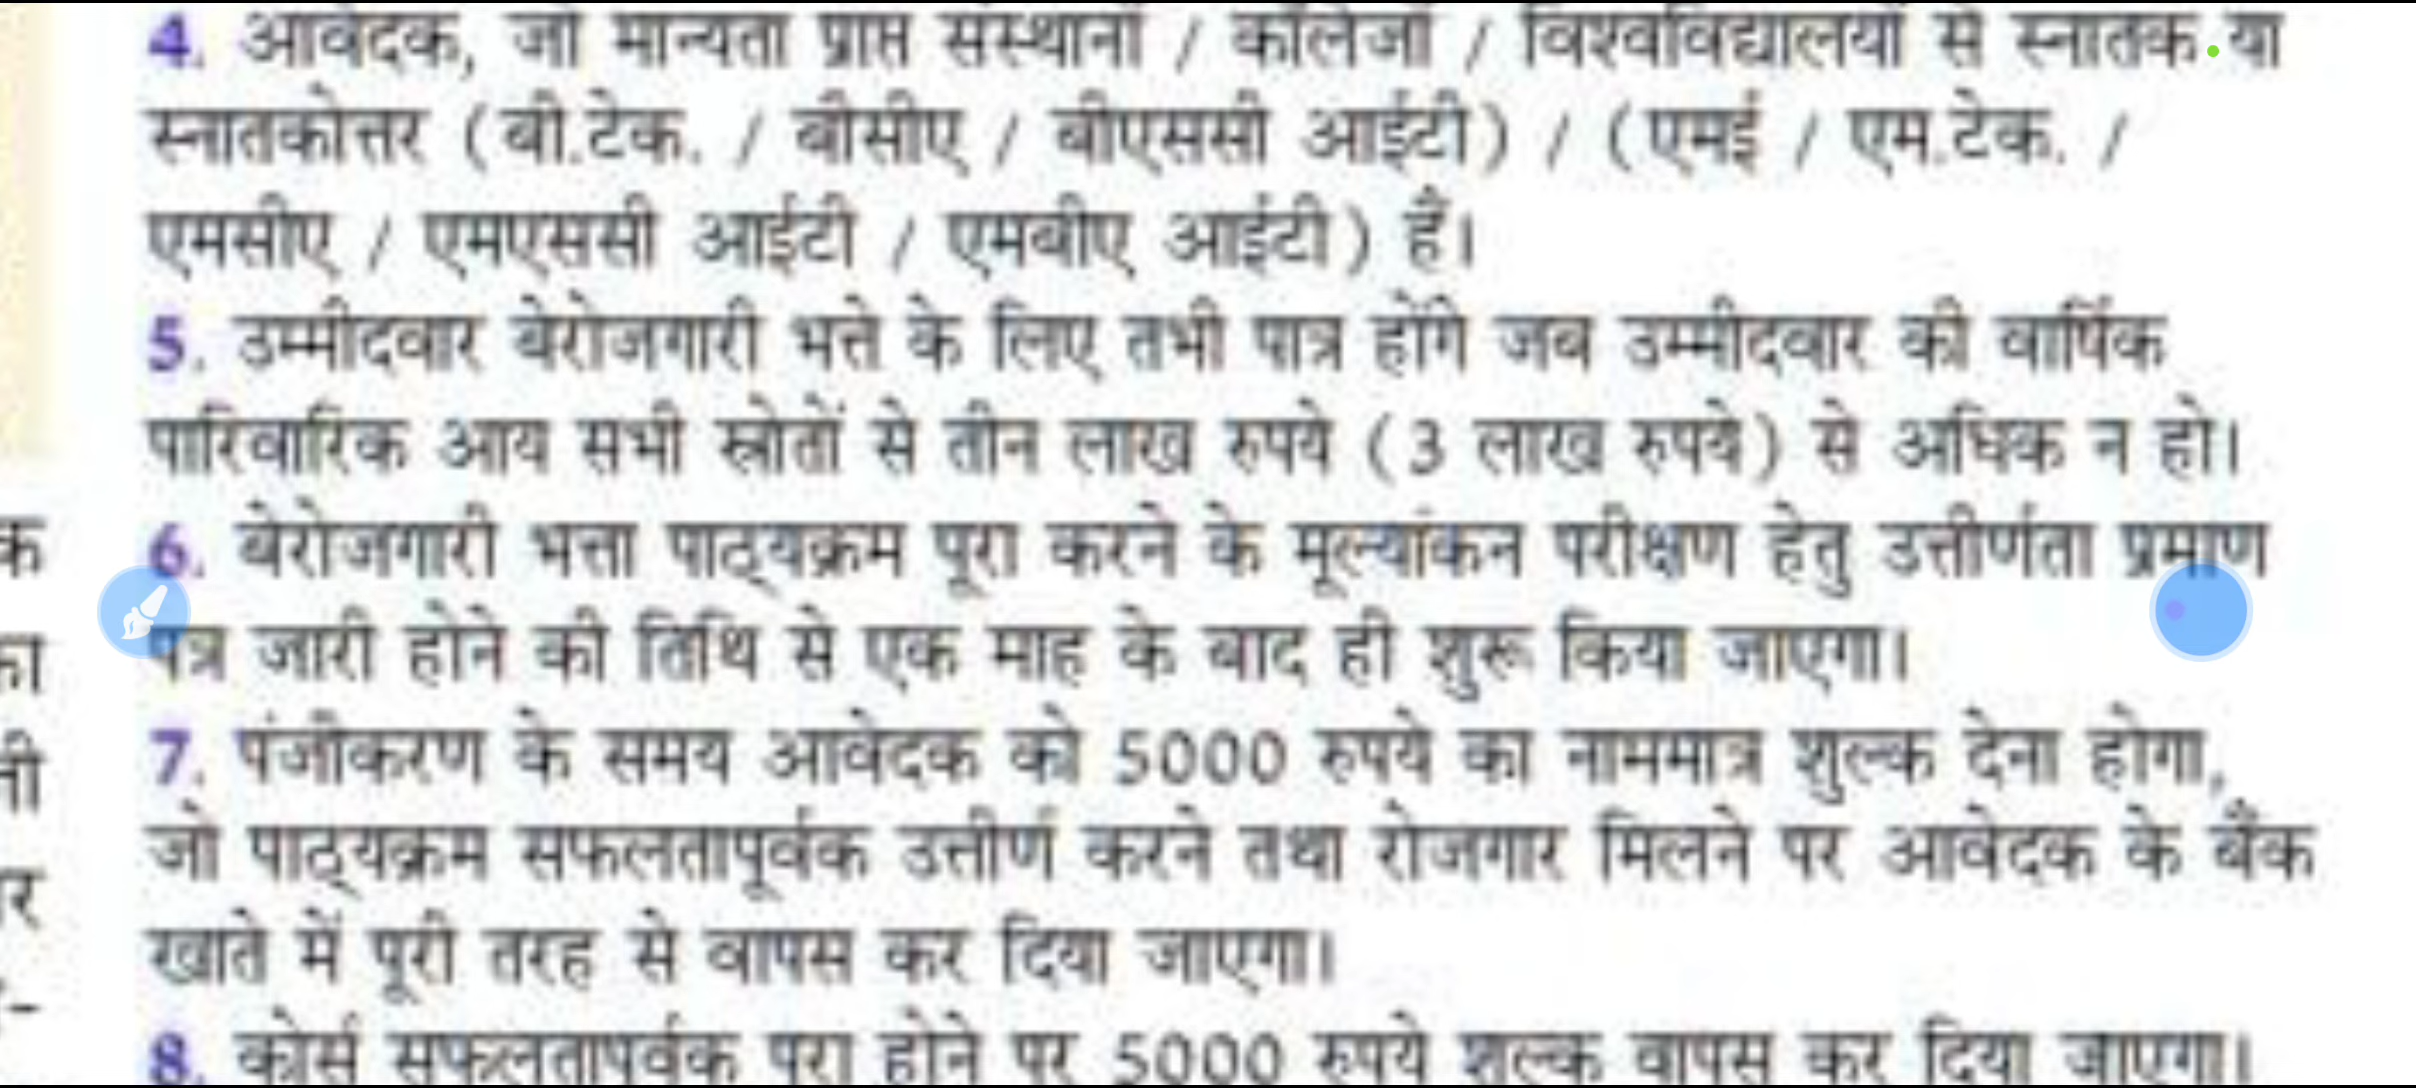 4. आवेदक, जो मान्यता प्राप्त संस्थानों / कॉलेजों / विश्वविद्यालयों से स्नातक या
स्नातकोत्तर (बी.टेक. / बीसीए / बीएससी आईटी) / (एमई / एम.टेक. /
एमसीए / एमएससी आईटी / एमबीए आईटी) हैं।
5. उम्मीदवार बेरोजगारी भत्ते के लिए तभी पात्र होंगे जब उम्मीदवार की वार्षिक
पारिवारिक आय सभी स्त्रोतों से तीन लाख रुपये (3 लाख रुपये) से अधिक न हो।
6. बेरोजगारी भत्ता पाठ्यक्रम पूरा करने के मूल्यांकन परीक्षण हेतु उत्तीर्णता प्रमाण
पत्र जारी होने की तिथि से एक माह के बाद ही शुरू किया जाएगा।
7. पंजीकरण के समय आवेदक को 5000 रुपये का नाममात्र शुल्क देना होगा,
जो पाठ्यक्रम सफलतापूर्वक उत्तीर्ण करने तथा रोजगार मिलने पर आवेदक के बैंक
खाते में पूरी तरह से वापस कर दिया जाएगा।
8. कोर्स सफलतापूर्वक पूरा होने पर 5000 रुपये शुल्क वापस कर दिया जाएगा।